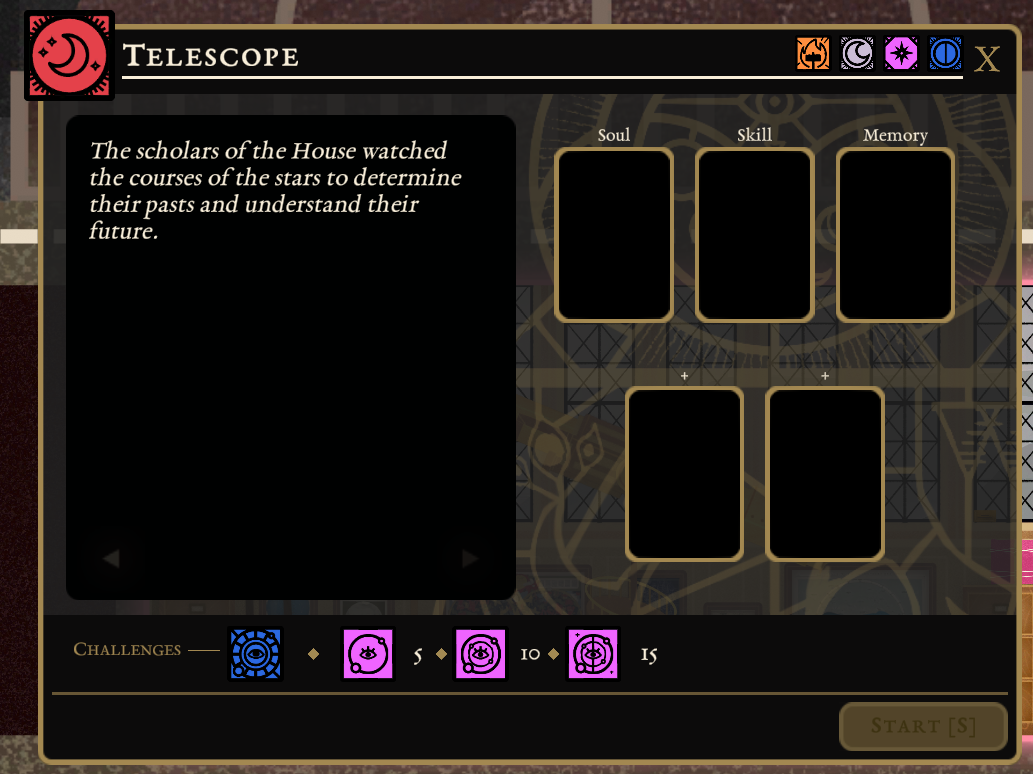 Telescope
X
The scholars of the House watched
the courses of the stars to determine
their pasts and understand their
future.
Soul Skill Memory
+ +
Challenges 5 10 15
Start [S]